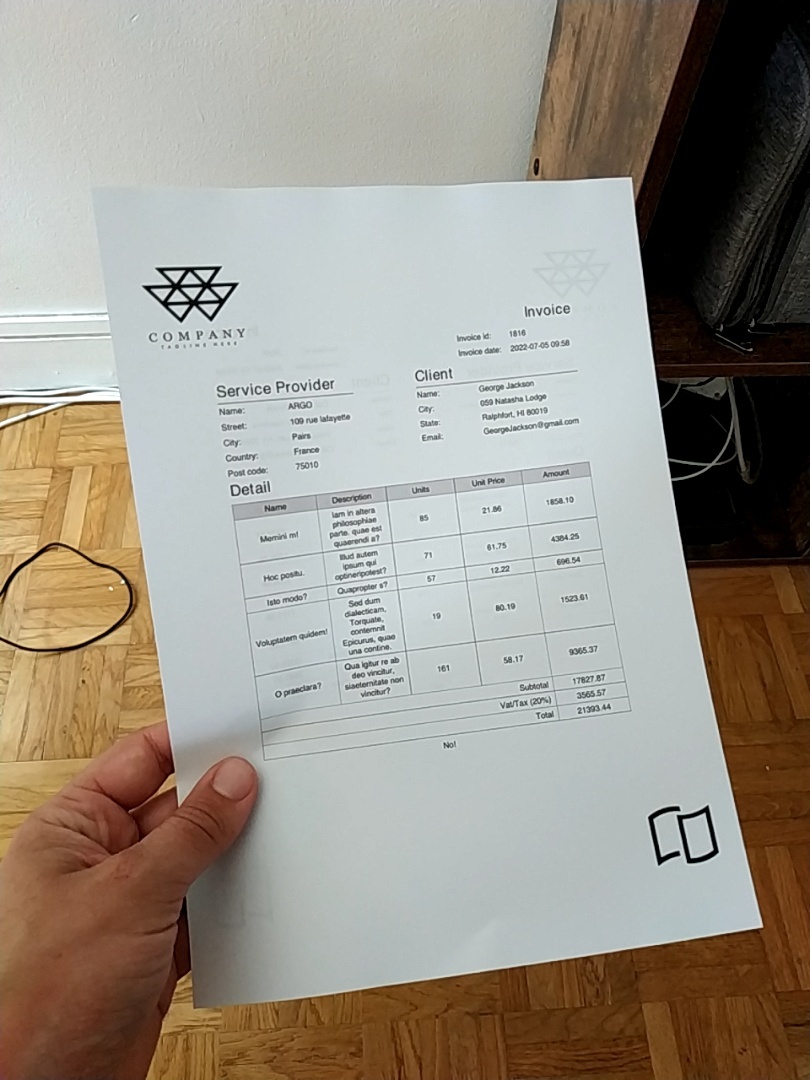 COMPANY
TAGLINE HERE
Invoice
Invoice id: 1816
Invoice date: 2022-07-05 09:58
Service Provider
Name: ARGO
Street: 109 rue lafayette
City: Pairs
Country: France
Post code: 75010
Client
Name: George Jackson
City: 059 Natasha Lodge
State: Ralphfort, HI 80019
Email: GeorgeJackson@gmail.com
Detail
Name Description Units Unit Price Amount
Memini m! Iam in altera philosophiae parte. quae est quaerendi a? 85 21.86 1858.10
Hoc positu. Illud autem ipsum qui optineripotest? 71 61.75 4384.25
Isto modo? Quapropter s? 57 12.22 696.54
Voluptatem quidem! Sed dum dialecticam, Torquate, contemnit Epicurus, quae una contine. 19 80.19 1523.61
O praeclara? Qua igitur re ab deo vincitur, siaeternitate non vincitur? 161 58.17 9365.37
Subtotal 17827.87
Vat/Tax (20%) 3565.57
Total 21393.44
No!